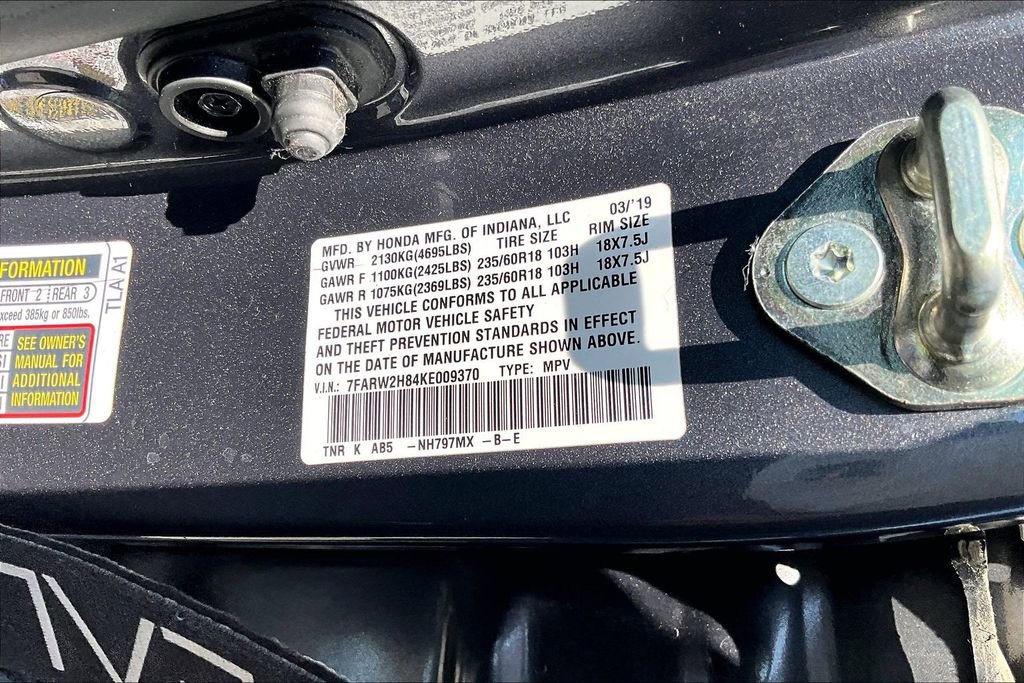 MFD. BY HONDA MFG. OF INDIANA, LLC 03/'19
GVWR 2130KG(4695LBS) TIRE SIZE RIM SIZE
GAWR F 1100KG(2425LBS) 235/60R18 103H 18X7.5J
GAWR R 1075KG(2369LBS) 235/60R18 103H 18X7.5J
THIS VEHICLE CONFORMS TO ALL APPLICABLE
FEDERAL MOTOR VEHICLE SAFETY
AND THEFT PREVENTION STANDARDS IN EFFECT
ON THE DATE OF MANUFACTURE SHOWN ABOVE.
V.I.N.: 7FARW2H84KE009370 TYPE: MPV
TNR K AB5 -NH797MX -B-E
FORMATION
FRONT 2 REAR 3
exceed 385kg or 850lbs.
SEE OWNER'S
MANUAL FOR
ADDITIONAL
INFORMATION
TLA A1